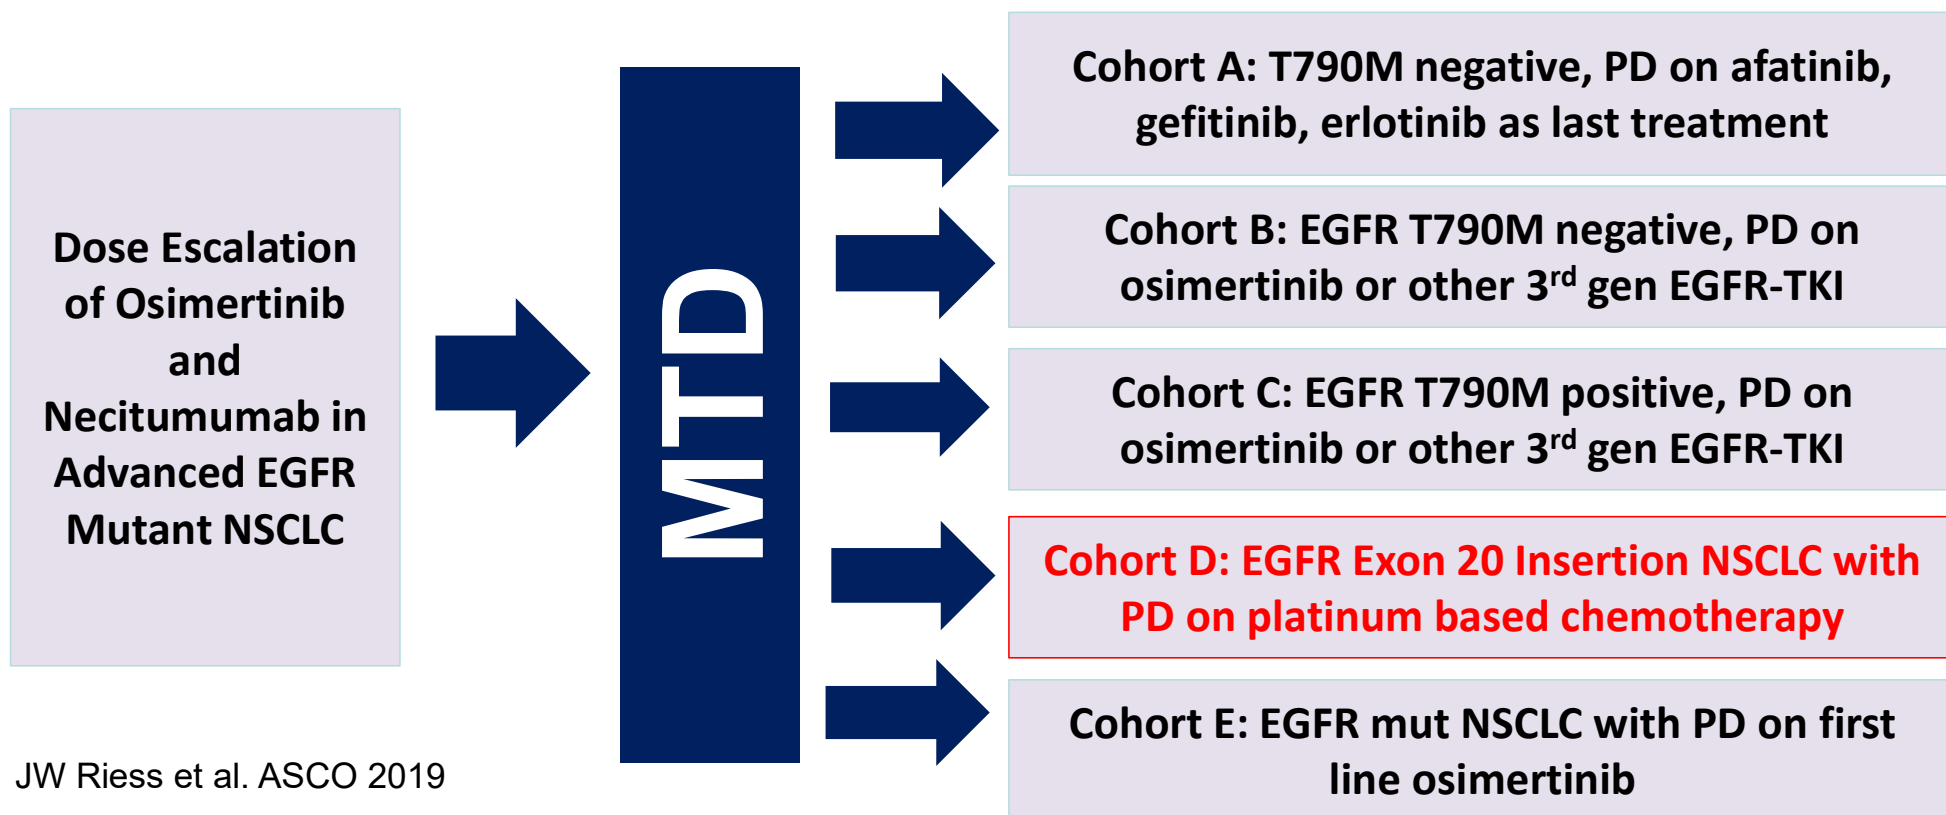 Dose Escalation
of Osimertinib
and
Necitumumab in
Advanced EGFR
Mutant NSCLC
MTD
Cohort A: T790M negative, PD on afatinib,
gefitinib, erlotinib as last treatment
Cohort B: EGFR T790M negative, PD on
osimertinib or other 3rd gen EGFR-TKI
Cohort C: EGFR T790M positive, PD on
osimertinib or other 3rd gen EGFR-TKI
Cohort D: EGFR Exon 20 Insertion NSCLC with
PD on platinum based chemotherapy
Cohort E: EGFR mut NSCLC with PD on first
line osimertinib
JW Riess et al. ASCO 2019